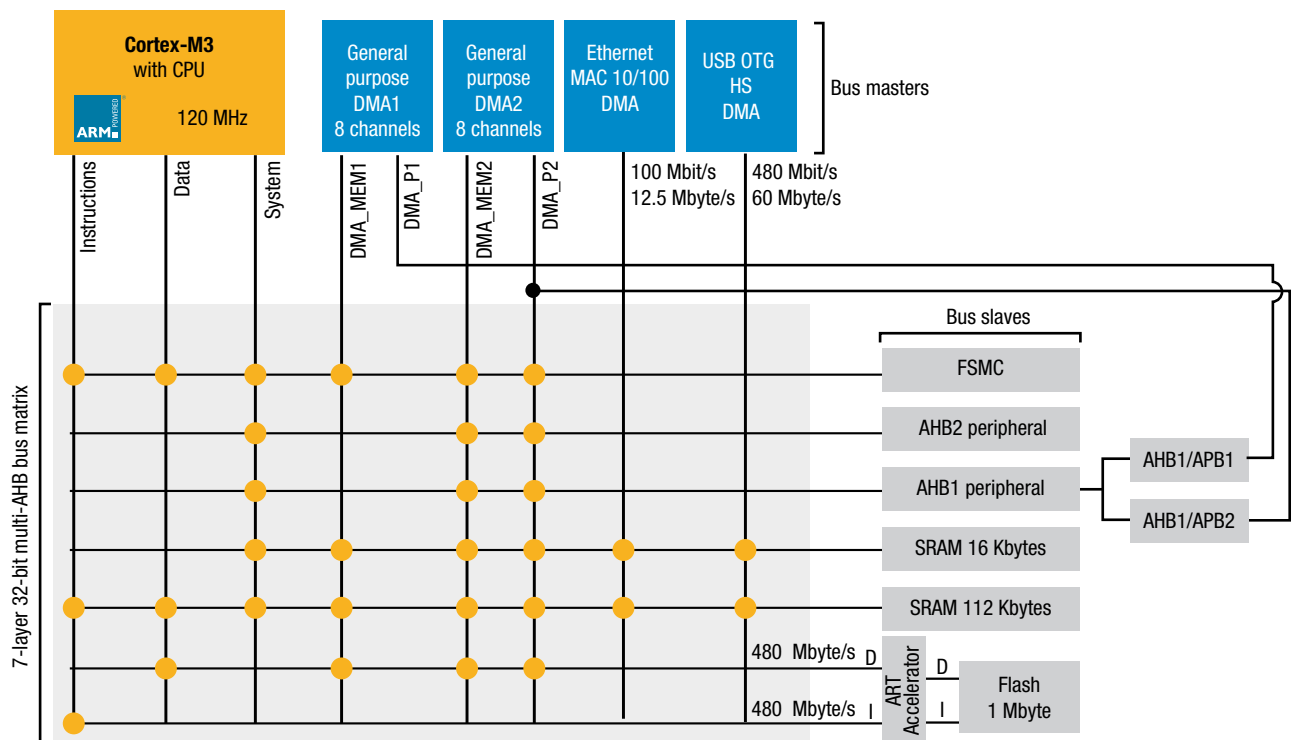 Cortex-M3
with CPU
120 MHz
ARM
POWERED
®
General
purpose
DMA1
8 channels
General
purpose
DMA2
8 channels
Ethernet
MAC 10/100
DMA
USB OTG
HS
DMA
Bus masters
Instructions
Data
System
DMA_MEM1
DMA_P1
DMA_MEM2
DMA_P2
100 Mbit/s
12.5 Mbyte/s
480 Mbit/s
60 Mbyte/s
7-layer 32-bit multi-AHB bus matrix
Bus slaves
FSMC
AHB2 peripheral
AHB1 peripheral
AHB1/APB1
AHB1/APB2
SRAM 16 Kbytes
SRAM 112 Kbytes
480 Mbyte/s D
480 Mbyte/s I
ART
Accelerator
D
I
Flash
1 Mbyte